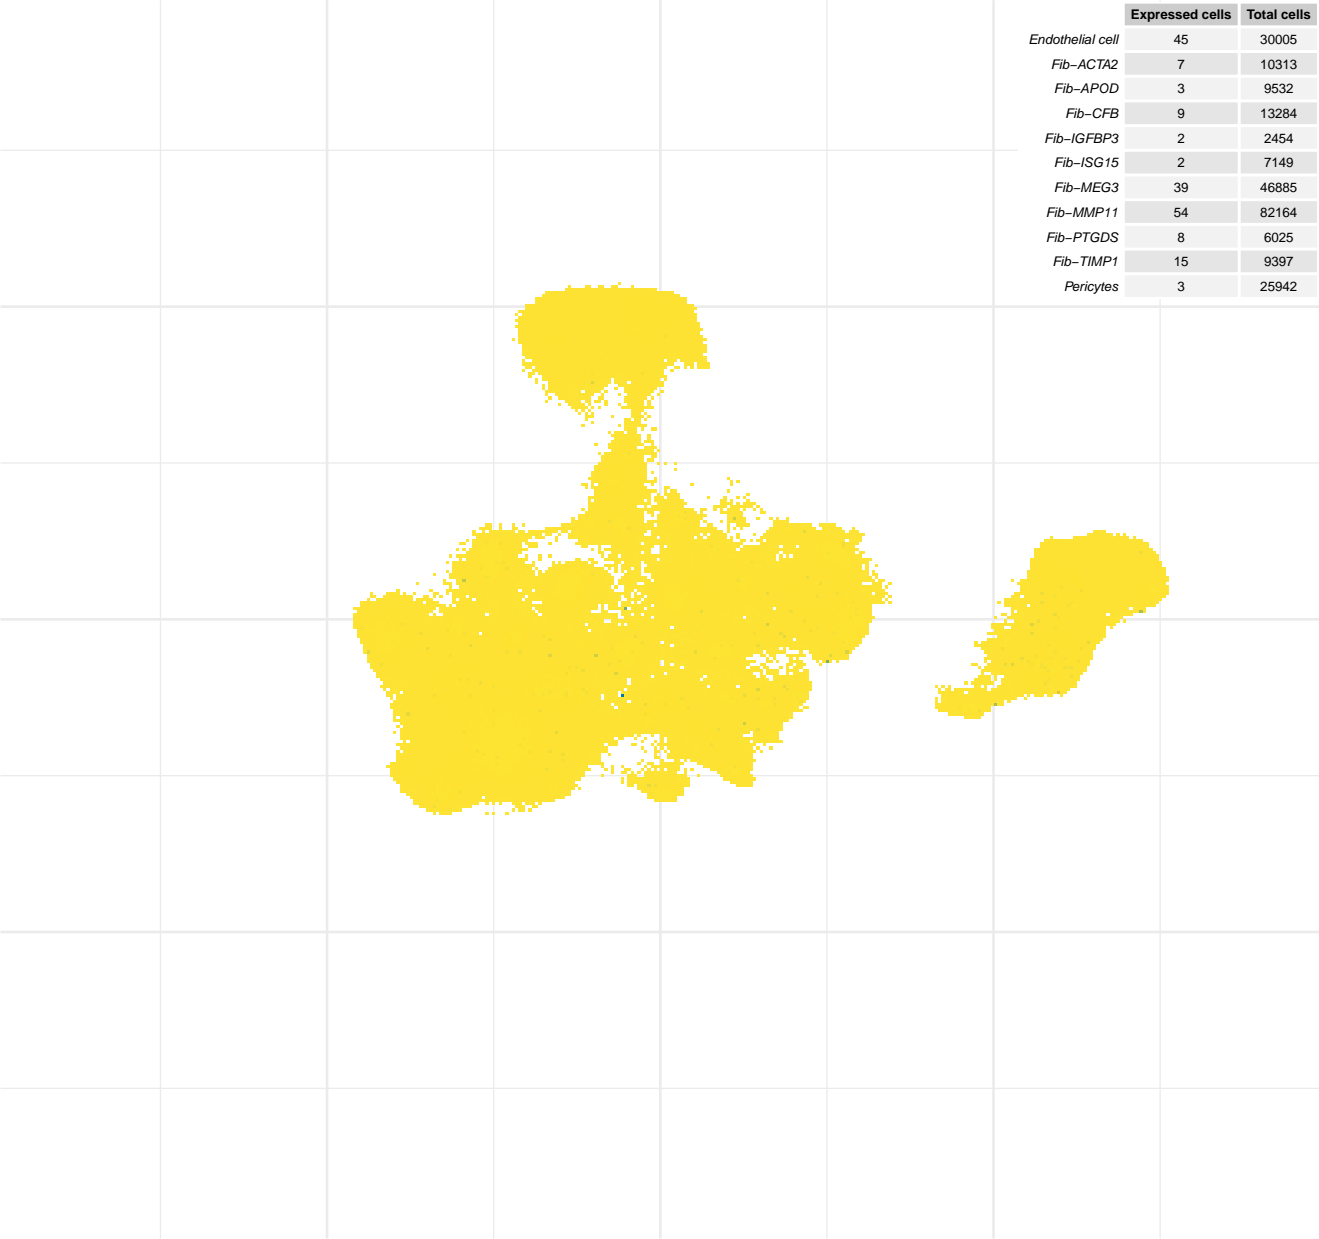 Expressed cells Total cells
Endothelial cell 45 30005
Fib−ACTA2 7 10313
Fib−APOD 3 9532
Fib−CFB 9 13284
Fib−IGFBP3 2 2454
Fib−ISG15 2 7149
Fib−MEG3 39 46885
Fib−MMP11 54 82164
Fib−PTGDS 8 6025
Fib−TIMP1 15 9397
Pericytes 3 25942